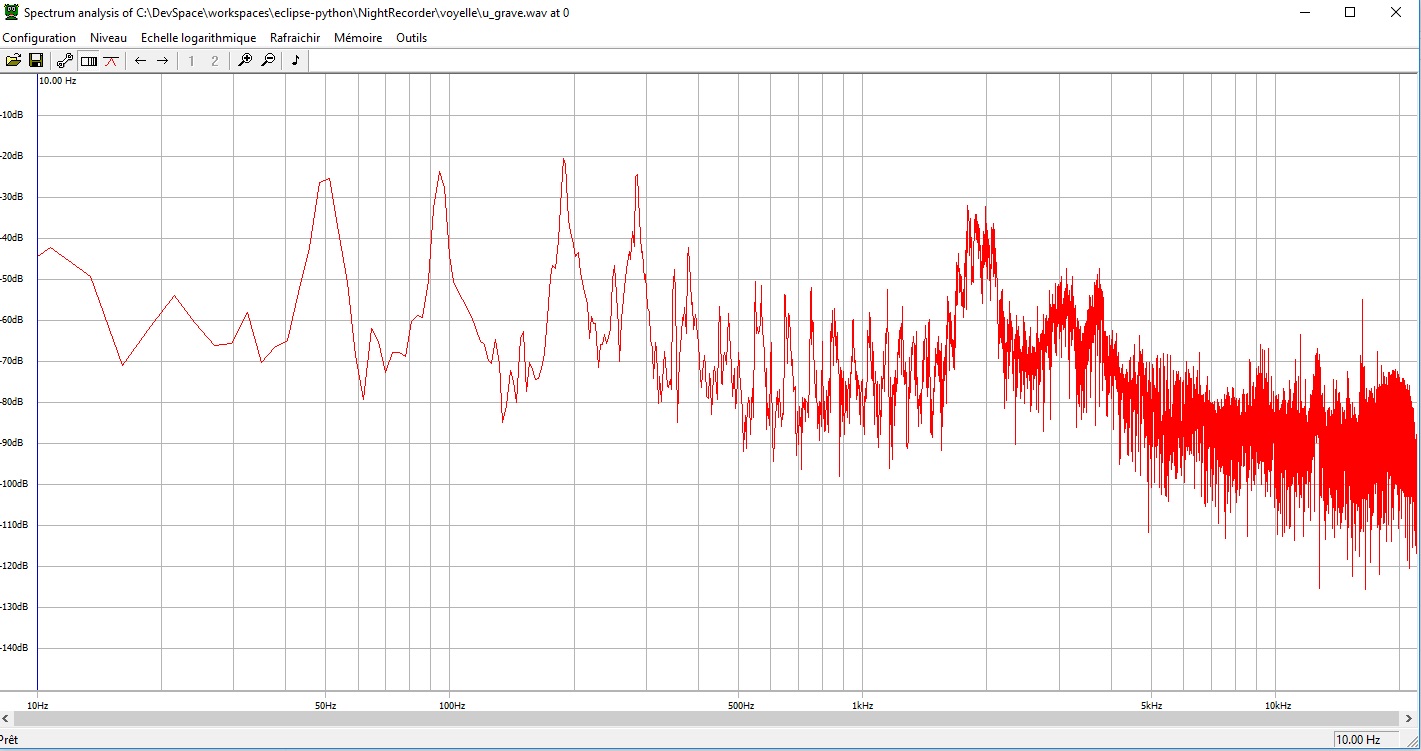 Spectrum analysis of C:\DevSpace\workspaces\eclipse-python\NightRecorder\voyelle\u_grave.wav at 0
Configuration Niveau Echelle logarithmique Rafraichir Mémoire Outils
1 2
10.00 Hz
-10dB
-20dB
-30dB
-40dB
-50dB
-60dB
-70dB
-80dB
-90dB
-100dB
-110dB
-120dB
-130dB
-140dB
10Hz 50Hz 100Hz 500Hz 1kHz 5kHz 10kHz
Prêt 10.00 Hz